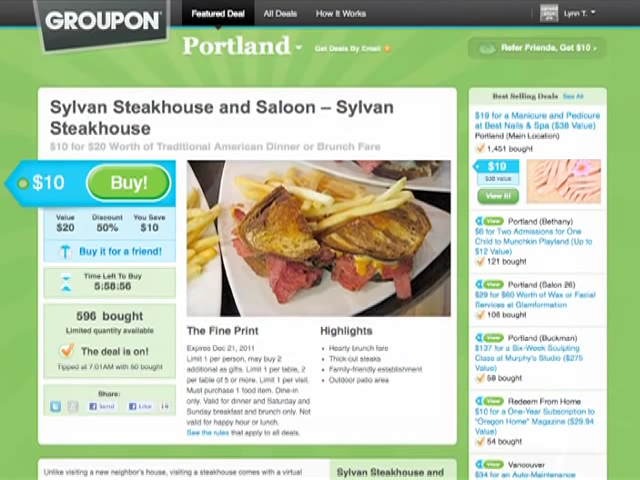 GROUPON
Featured Deal
All Deals
How It Works
Lynn T.
Portland
Get Deals By Email
Refer Friends, Get $10 ›
Sylvan Steakhouse and Saloon – Sylvan
Steakhouse
$10 for $20 Worth of Traditional American Dinner or Brunch Fare
$10
Buy!
Value
Discount
You Save
$20
50%
$10
Buy it for a friend!
Time Left To Buy
5:58:56
596 bought
Limited quantity available
The deal is on!
Tipped at 7:01AM with 50 bought
Share:
Send
Like
The Fine Print
Expires Dec 21, 2011
Limit 1 per person, may buy 2
additional as gifts. Limit 1 per table, 2
per table of 5 or more. Limit 1 per visit.
Must purchase 1 food item. Dine-in
only. Valid for dinner and Saturday and
Sunday breakfast and brunch only. Not
valid for happy hour or lunch.
See the rules that apply to all deals.
Highlights
• Hearty brunch fare
• Thick-cut steaks
• Family-friendly establishment
• Outdoor patio area
Best Selling Deals See All
$19 for a Manicure and Pedicure
at Best Nails & Spa ($38 Value)
Portland (Main Location)
1,451 bought
$19
$38 value
View It!
View Portland (Bethany)
$6 for Two Admissions for One
Child to Munchkin Playland (Up to
$12 Value)
121 bought
View Portland (Salon 26)
$29 for $60 Worth of Wax or Facial
Services at Glamformation
108 bought
View Portland (Buckman)
$137 for a Six-Week Sculpting
Class at Murphy's Studio ($275
Value)
58 bought
View Redeem From Home
$10 for a One-Year Subscription to
"Oregon Home" Magazine ($29.94
Value)
54 bought
View Vancouver
$34 for an Auto-Maintenance
Unlike visiting a new neighbor's house, visiting a steakhouse comes with a virtual
Sylvan Steakhouse and